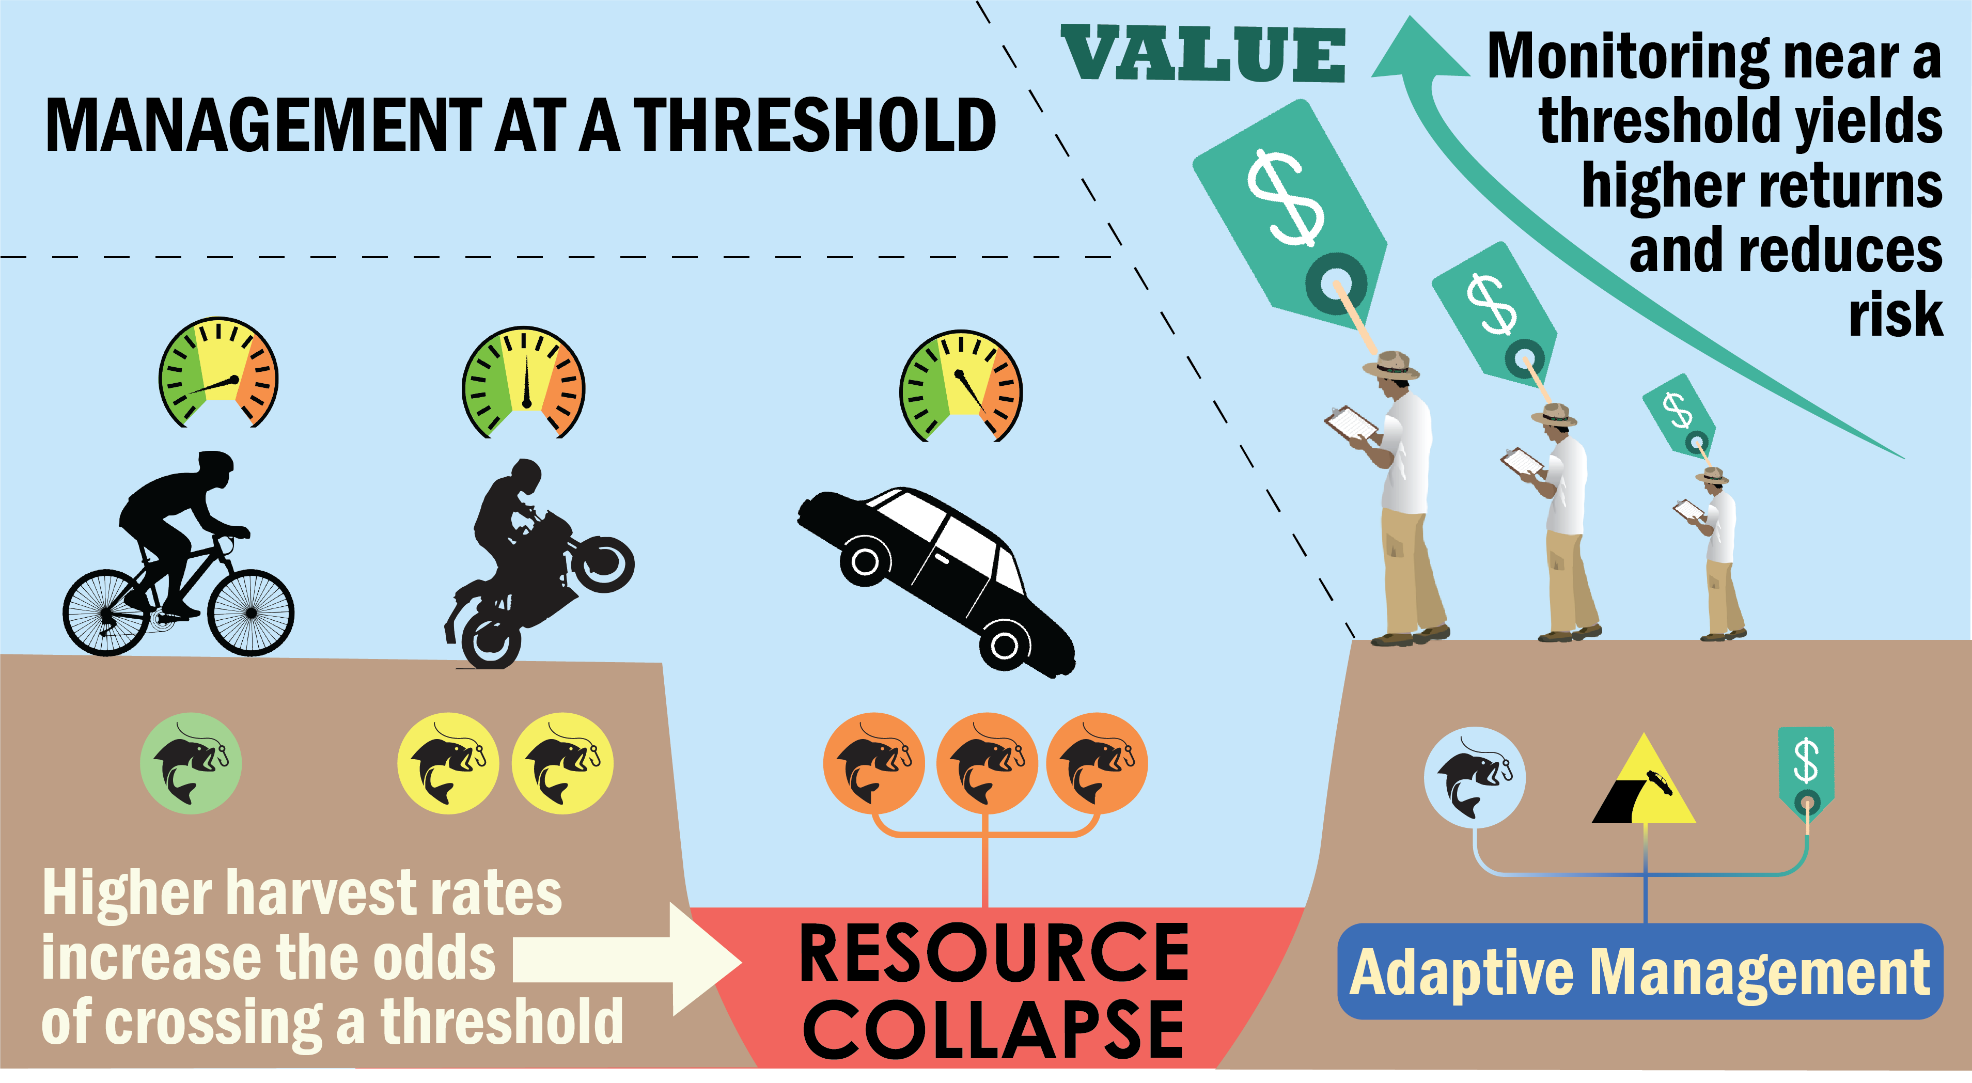 MANAGEMENT AT A THRESHOLD
VALUE
Monitoring near a
threshold yields
higher returns
and reduces
risk
$
$
$
Higher harvest rates
increase the odds
of crossing a threshold
RESOURCE
COLLAPSE
$
Adaptive Management